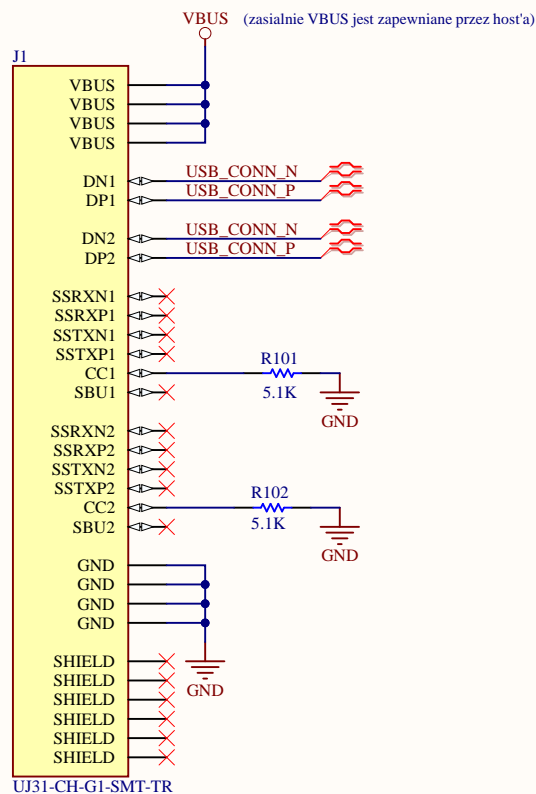 VBUS (zasialnie VBUS jest zapewniane przez host'a)
J1
VBUS
VBUS
VBUS
VBUS
DN1 USB_CONN_N
DP1 USB_CONN_P
DN2 USB_CONN_N
DP2 USB_CONN_P
SSRXN1
SSRXP1
SSTXN1
SSTXP1
R101
CC1
5.1K
SBU1
GND
SSRXN2
SSRXP2
SSTXN2
SSTXP2
R102
CC2
5.1K
SBU2
GND
GND
GND
GND
GND
SHIELD
SHIELD
GND
SHIELD
SHIELD
SHIELD
SHIELD
UJ31-CH-G1-SMT-TR